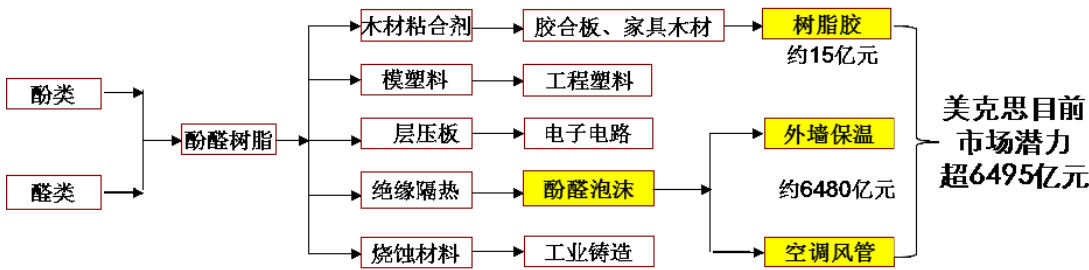 木材粘合剂
胶合板、家具木材
树脂胶
约15亿元
酚类
模塑料
工程塑料
酚醛树脂
层压板
电子电路
外墙保温
美克思目前
市场潜力
超6495亿元
醛类
绝缘隔热
酚醛泡沫
约6480亿元
烧蚀材料
工业铸造
空调风管